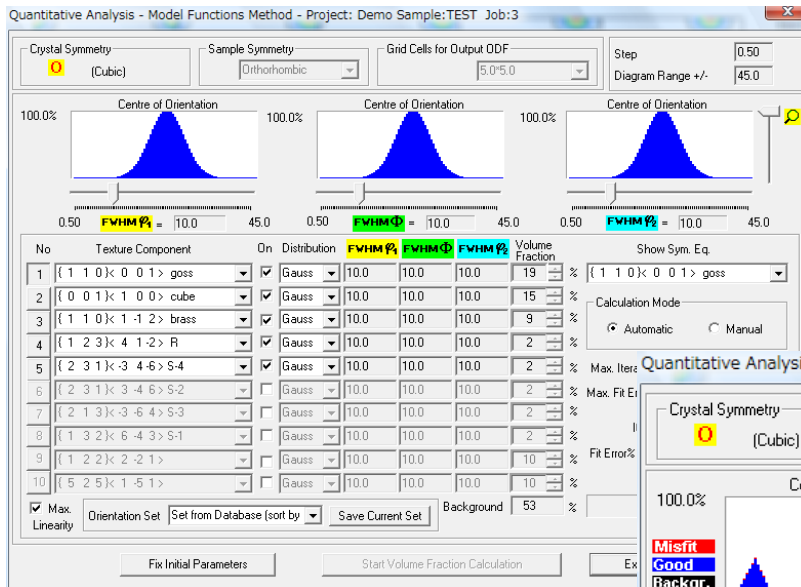 Quantitative Analysis - Model Functions Method - Project: Demo Sample:TEST Job:3
Crystal Symmetry
O (Cubic)
Sample Symmetry
Orthorhombic
Grid Cells for Output ODF
5.0*5.0
Step 0.50
Diagram Range +/- 45.0
100.0% Centre of Orientation 100.0% Centre of Orientation 100.0% Centre of Orientation
0.50 FWHM φ1 = 10.0 45.0 0.50 FWHM Φ = 10.0 45.0 0.50 FWHM φ2 = 10.0 45.0
No Texture Component On Distribution FWHM φ1 FWHM Φ FWHM φ2 Volume Fraction Show Sym. Eq.
1 { 1 1 0}< 0 0 1> goss Gauss 10.0 10.0 10.0 19 % { 1 1 0}< 0 0 1> goss
2 { 0 0 1}< 1 0 0> cube Gauss 10.0 10.0 10.0 15 %
3 { 1 1 0}< 1 -1 2> brass Gauss 10.0 10.0 10.0 9 %
4 { 1 2 3}< 4 1 -2> R Gauss 10.0 10.0 10.0 2 %
5 { 2 3 1}< -3 4 -6> S-4 Gauss 10.0 10.0 10.0 2 %
6 { 2 3 1}< 3 -4 6> S-2 Gauss 10.0 10.0 10.0 2 %
7 { 2 1 3}< -3 -6 4> S-3 Gauss 10.0 10.0 10.0 2 %
8 { 1 3 2}< 6 -4 3> S-1 Gauss 10.0 10.0 10.0 2 %
9 { 1 2 2}< 2 -2 1> Gauss 10.0 10.0 10.0 10 %
10 { 5 2 5}< 1 -5 1> Gauss 10.0 10.0 10.0 10 %
Calculation Mode
Automatic Manual
Max. Itera
Max. Fit Er
Fit Error%
Max. Linearity
Orientation Set Set from Database (sort by Save Current Set Background 53 %
Fix Initial Parameters Start Volume Fraction Calculation Ex
Quantitative Analysi
Crystal Symmetry
O (Cubic)
100.0%
Misfit
Good
Backgr.